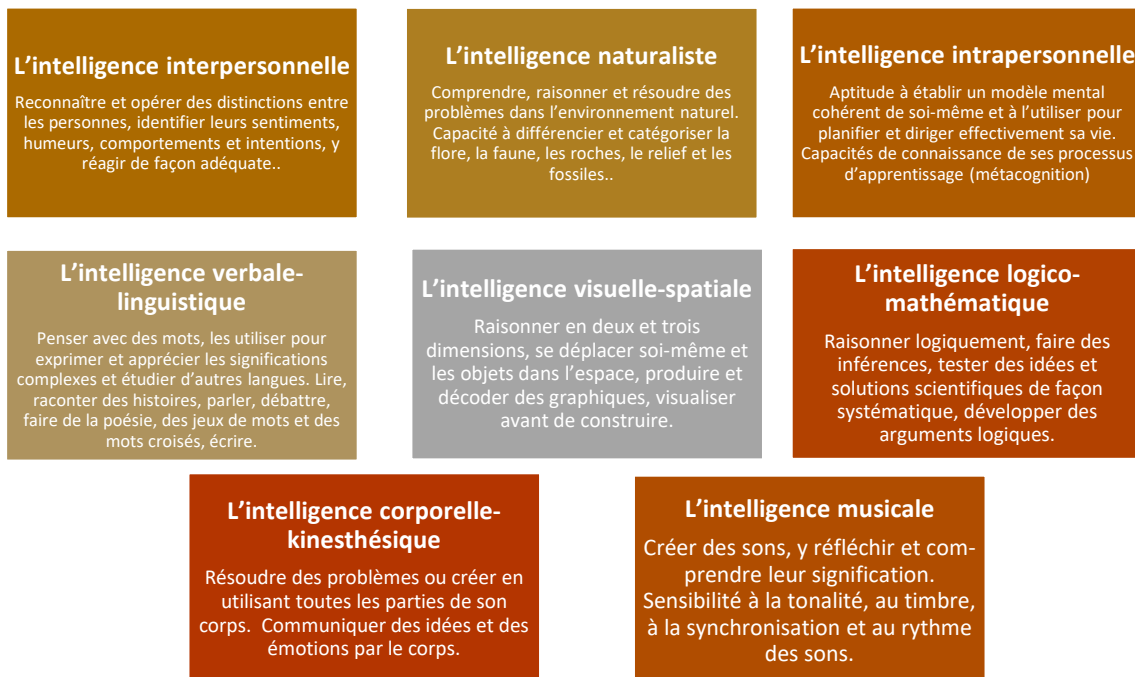 L’intelligence interpersonnelle
Reconnaître et opérer des distinctions entre
les personnes, identifier leurs sentiments,
humeurs, comportements et intentions, y
réagir de façon adéquate..
L’intelligence naturaliste
Comprendre, raisonner et résoudre des
problèmes dans l’environnement naturel.
Capacité à différencier et catégoriser la
flore, la faune, les roches, le relief et les
fossiles..
L’intelligence intrapersonnelle
Aptitude à établir un modèle mental
cohérent de soi-même et à l’utiliser pour
planifier et diriger effectivement sa vie.
Capacités de connaissance de ses processus
d’apprentissage (métacognition)
L’intelligence verbale-
linguistique
Penser avec des mots, les utiliser pour
exprimer et apprécier les significations
complexes et étudier d’autres langues. Lire,
raconter des histoires, parler, débattre,
faire de la poésie, des jeux de mots et des
mots croisés, écrire.
L’intelligence visuelle-spatiale
Raisonner en deux et trois
dimensions, se déplacer soi-même et
les objets dans l’espace, produire et
décoder des graphiques, visualiser
avant de construire.
L’intelligence logico-
mathématique
Raisonner logiquement, faire des
inférences, tester des idées et
solutions scientifiques de façon
systématique, développer des
arguments logiques.
L’intelligence corporelle-
kinesthésique
Résoudre des problèmes ou créer en
utilisant toutes les parties de son
corps.  Communiquer des idées et des
émotions par le corps.
L’intelligence musicale
Créer des sons, y réfléchir et com-
prendre leur signification.
Sensibilité à la tonalité, au timbre,
à la synchronisation et au rythme
des sons.